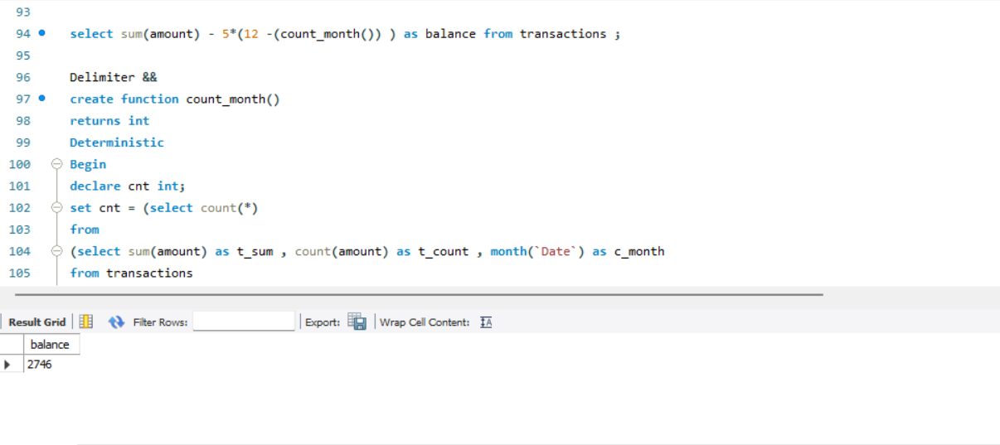 93
94 select sum(amount) - 5*(12 -(count_month()) ) as balance from transactions ;
95
96 Delimiter &&
97 create function count_month()
98 returns int
99 Deterministic
100 Begin
101 declare cnt int;
102 set cnt = (select count(*)
103 from
104 (select sum(amount) as t_sum , count(amount) as t_count , month(`Date`) as c_month
105 from transactions
Result Grid Filter Rows: Export: Wrap Cell Content: IA
balance
2746